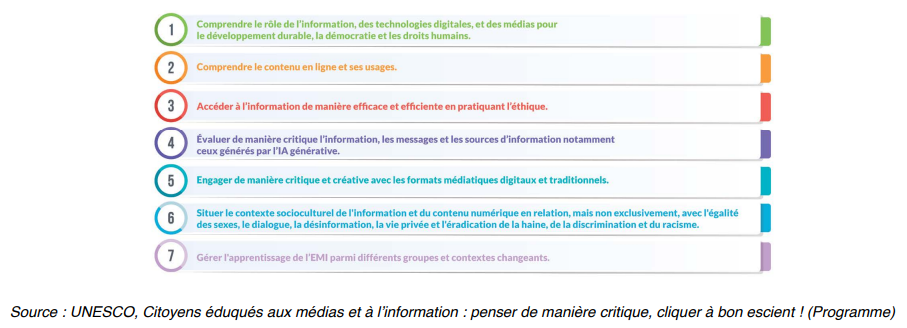 1
Comprendre le rôle de l'information, des technologies digitales, et des médias pour
le développement durable, la démocratie et les droits humains.
2
Comprendre le contenu en ligne et ses usages.
3
Accéder à l'information de manière efficace et efficiente en pratiquant l'éthique.
4
Évaluer de manière critique l'information, les messages et les sources d'information notamment
ceux générés par l'IA générative.
5
Engager de manière critique et créative avec les formats médiatiques digitaux et traditionnels.
6
Situer le contexte socioculturel de l'information et du contenu numérique en relation, mais non exclusivement, avec l'égalité
des sexes, le dialogue, la désinformation, la vie privée et l'éradication de la haine, de la discrimination et du racisme.
7
Gérer l'apprentissage de l'EMI parmi différents groupes et contextes changeants.
Source : UNESCO, Citoyens éduqués aux médias et à l'information : penser de manière critique, cliquer à bon escient ! (Programme)